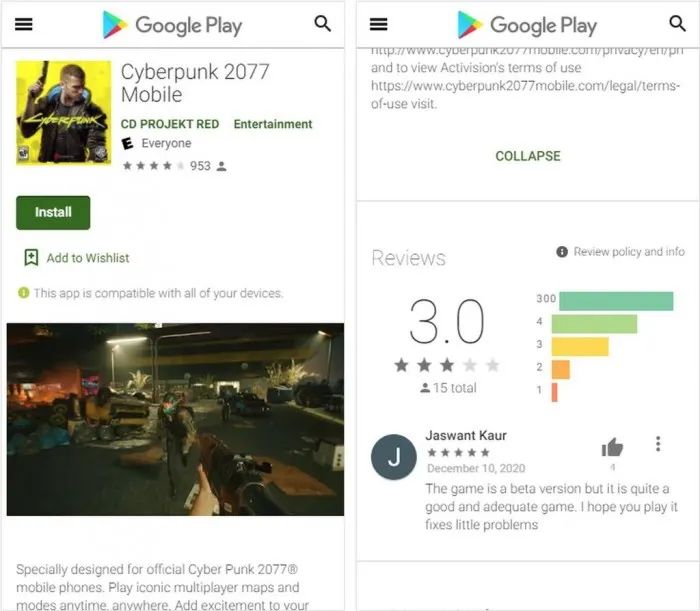 Google Play
Cyberpunk 2077
Mobile
CYBERPUNK
CD PROJEKT RED Entertainment
E Everyone
953
Install
Add to Wishlist
This app is compatible with all of your devices.
Specially designed for official Cyber Punk 2077®
mobile phones. Play iconic multiplayer maps and
modes anytime, anywhere. Add excitement to your
Google Play
http://www.cyberpunk2077mobile.com/privacy/en/pri
and to view Activision's terms of use
https://www.cyberpunk2077mobile.com/legal/terms-
of-use visit.
COLLAPSE
Reviews
Review policy and info
3.0
15 total
300
4
3
2
1
J
Jaswant Kaur
December 10, 2020
4
The game is a beta version but it is quite a
good and adequate game. I hope you play it
fixes little problems